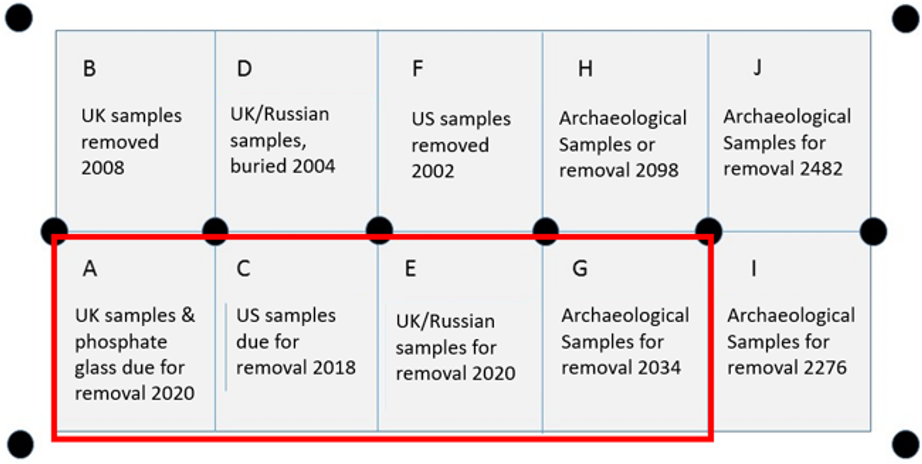 B
UK samples
removed
2008
D
UK/Russian
samples,
buried 2004
F
US samples
removed
2002
H
Archaeological
Samples or
removal 2098
J
Archaeological
Samples for
removal 2482
A
UK samples &
phosphate
glass due for
removal 2020
C
US samples
due for
removal 2018
E
UK/Russian
samples for
removal 2020
G
Archaeological
Samples for
removal 2034
I
Archaeological
Samples for
removal 2276